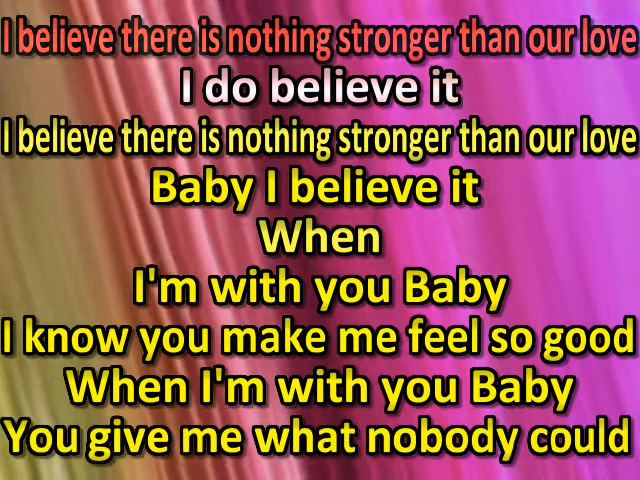 I believe there is nothing stronger than our love
I do believe it
I believe there is nothing stronger than our love
Baby I believe it
When
I'm with you Baby
I know you make me feel so good
When I'm with you Baby
You give me what nobody could